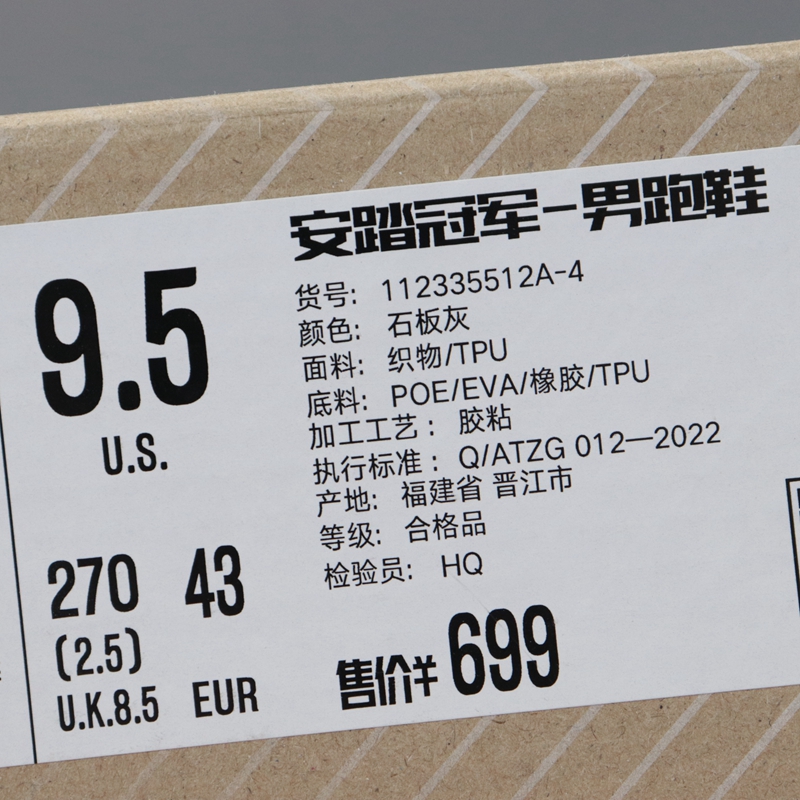 安踏冠军-男跑鞋
9.5
U.S.
货号: 112335512A-4
颜色: 石板灰
面料: 织物/TPU
底料: POE/EVA/橡胶/TPU
加工工艺: 胶粘
执行标准: Q/ATZG 012—2022
产地: 福建省 晋江市
等级: 合格品
检验员: HQ
270 43
(2.5)
U.K.8.5 EUR
售价¥699